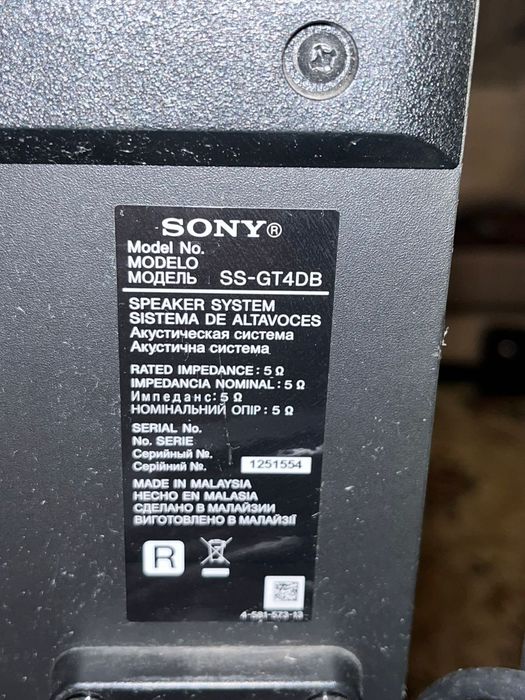 SONY®
Model No.
MODELO
МОДЕЛЬ SS-GT4DB
SPEAKER SYSTEM
SISTEMA DE ALTAVOCES
Акустическая система
Акустична система
RATED IMPEDANCE : 5 Ω
IMPEDANCIA NOMINAL : 5 Ω
Импеданс: 5 Ω
НОМІНАЛЬНИЙ ОПІР : 5 Ω
SERIAL No.
No. SERIE
Серийный №.
Серійний №. 1251554
MADE IN MALAYSIA
HECHO EN MALASIA
СДЕЛАНО В МАЛАЙЗИИ
ВИГОТОВЛЕНО В МАЛАЙЗІЇ
R
4-581-573-13